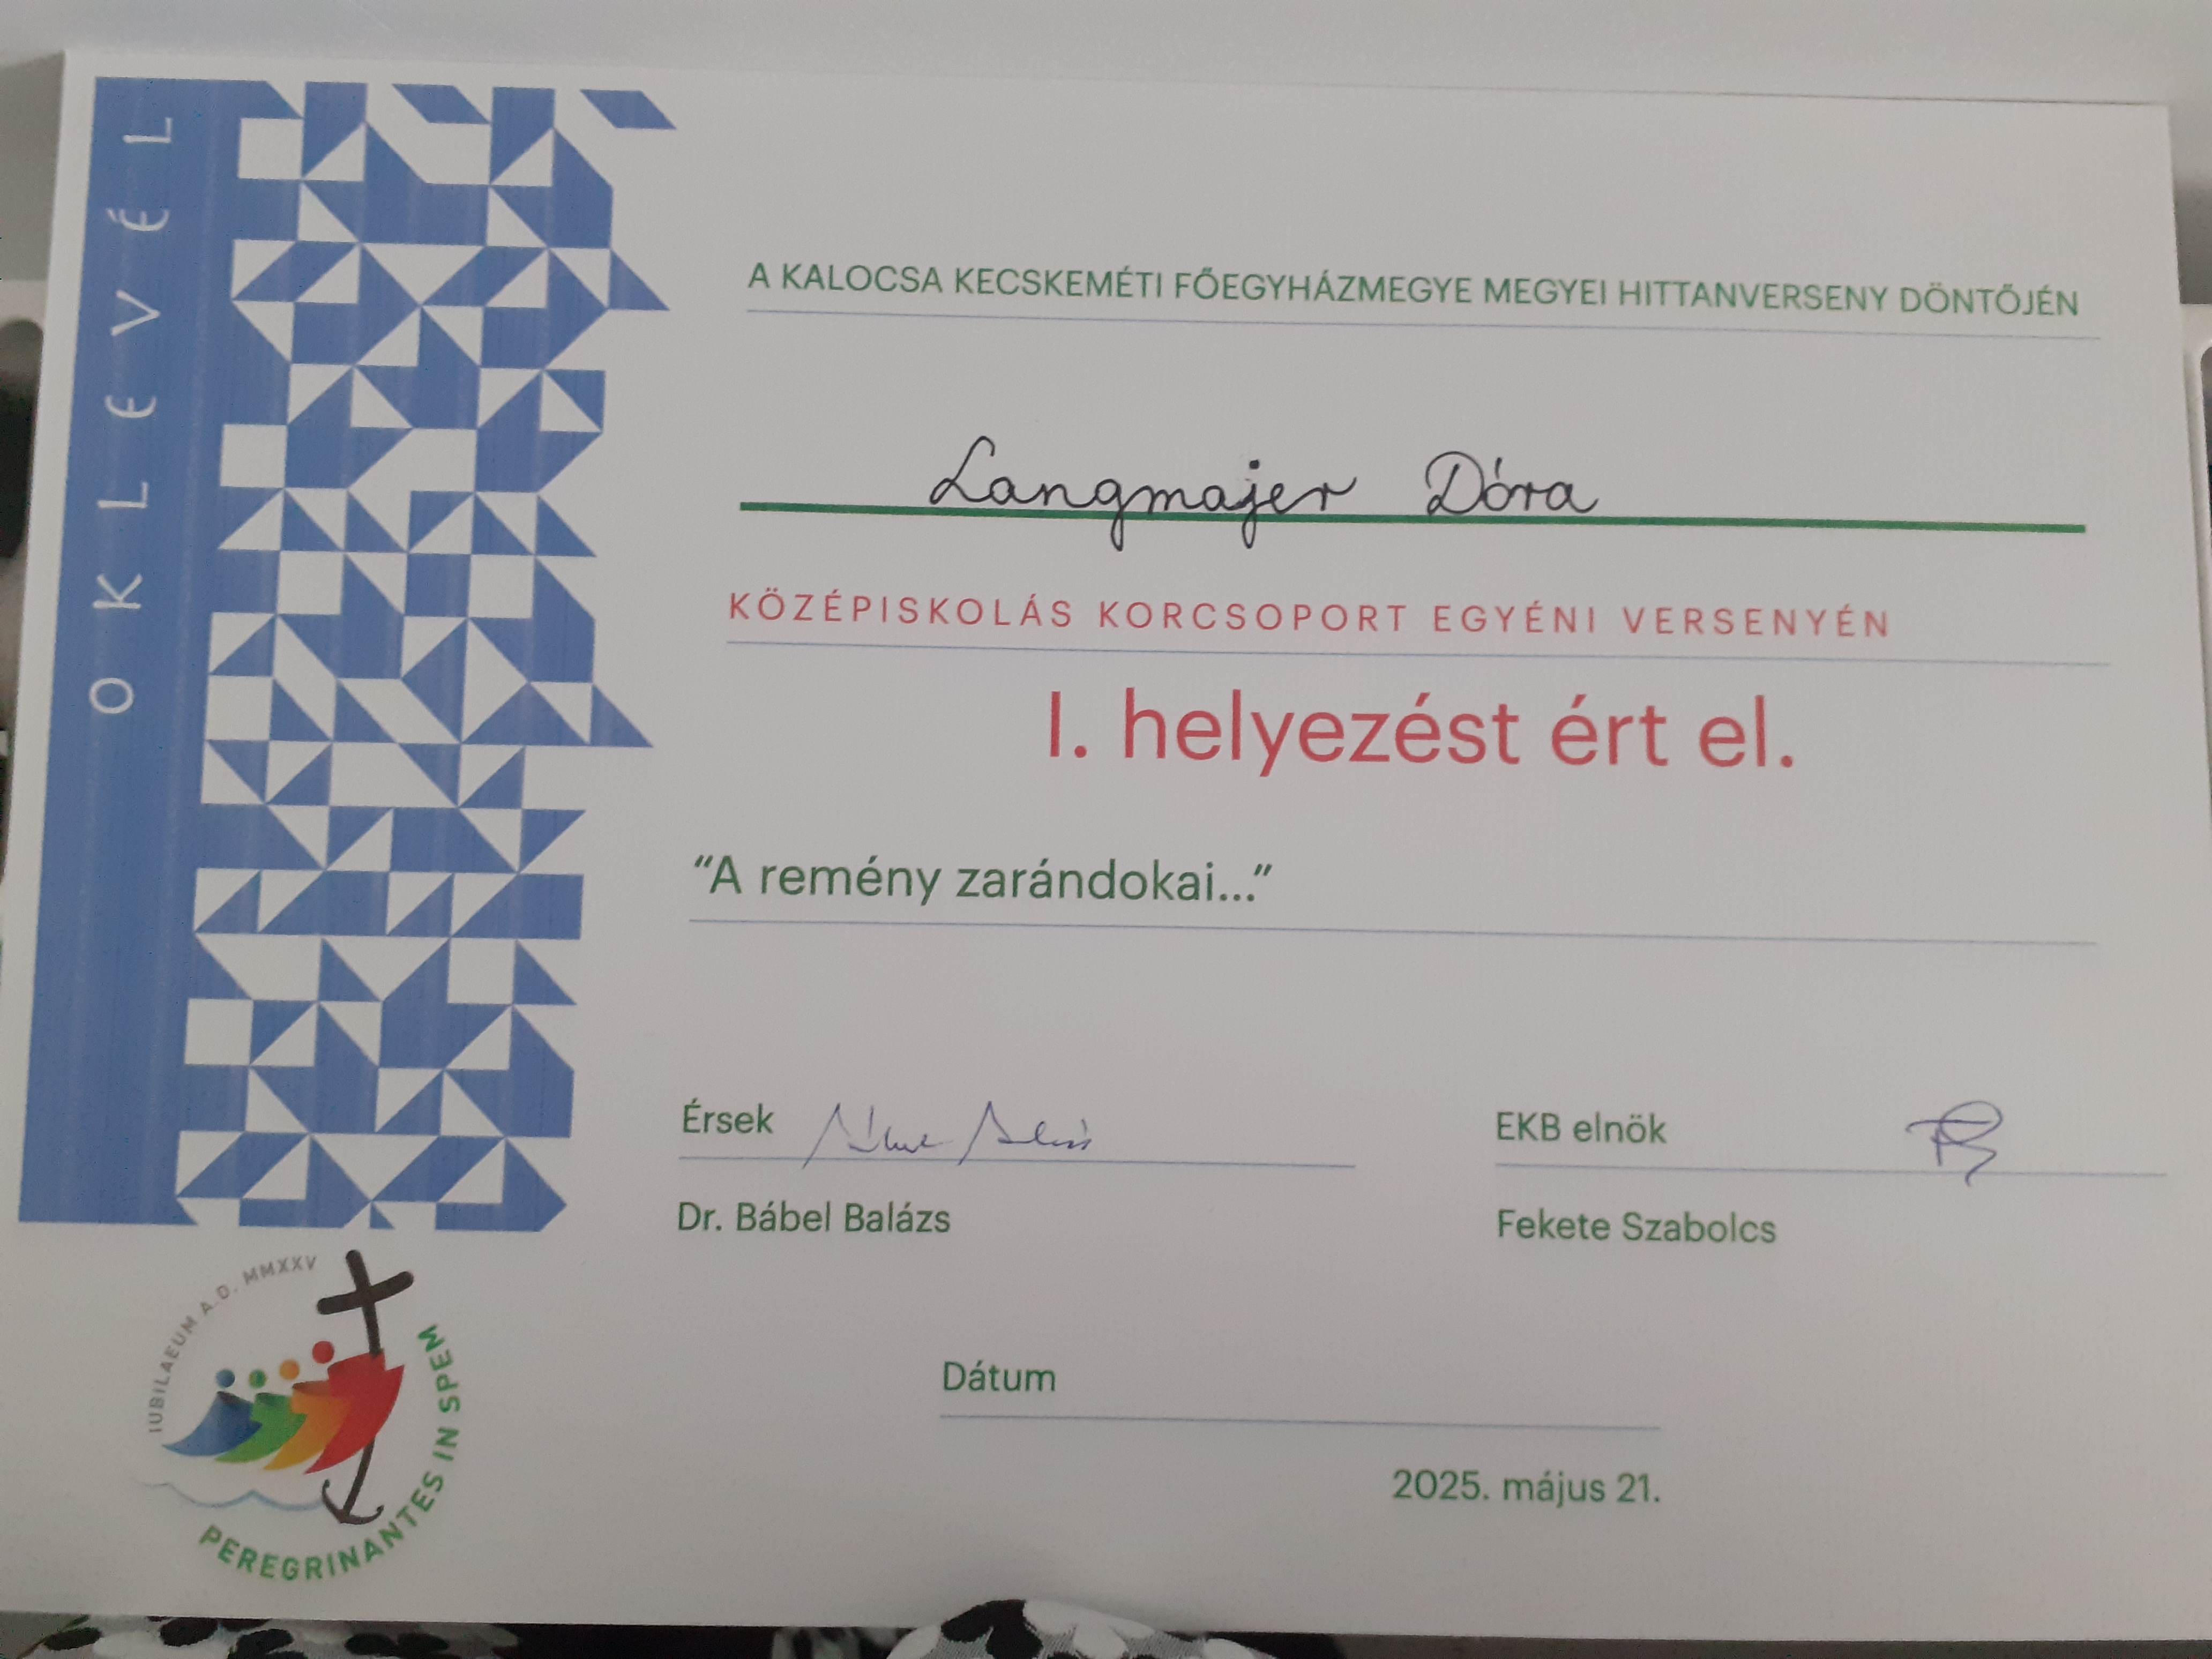 OKLEVÉL
A KALOCSA KECSKEMÉTI FŐEGYHÁZMEGYE MEGYEI HITTANVERSENY DÖNTŐJÉN
Langmajer Dóra
KÖZÉPISKOLÁS KORCSOPORT EGYÉNI VERSENYÉN
I. helyezést ért el.
“A remény zarándokai...”
Érsek
Dr. Bábel Balázs
EKB elnök
Fekete Szabolcs
IUBILAEUM A.D. MMXXV
PEREGRINANTES IN SPEM
Dátum
2025. május 21.